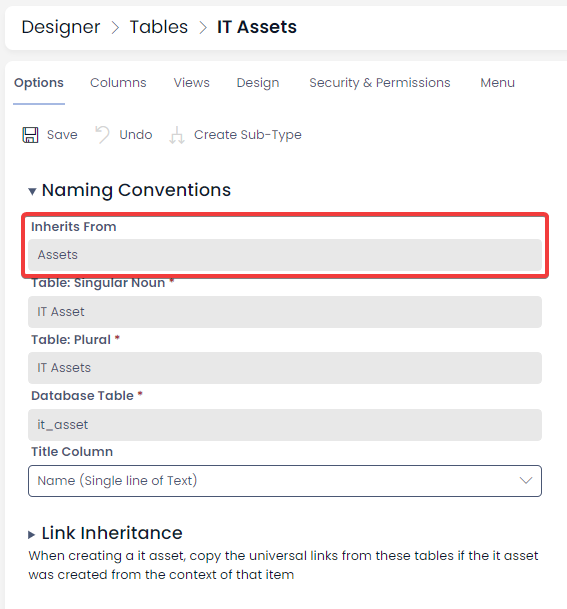 Designer > Tables > IT Assets
Options Columns Views Design Security & Permissions Menu
Save Undo Create Sub-Type
Naming Conventions
Inherits From
Assets
Table: Singular Noun *
IT Asset
Table: Plural *
IT Assets
Database Table *
it_asset
Title Column
Name (Single line of Text)
Link Inheritance
When creating a it asset, copy the universal links from these tables if the it asset
was created from the context of that item